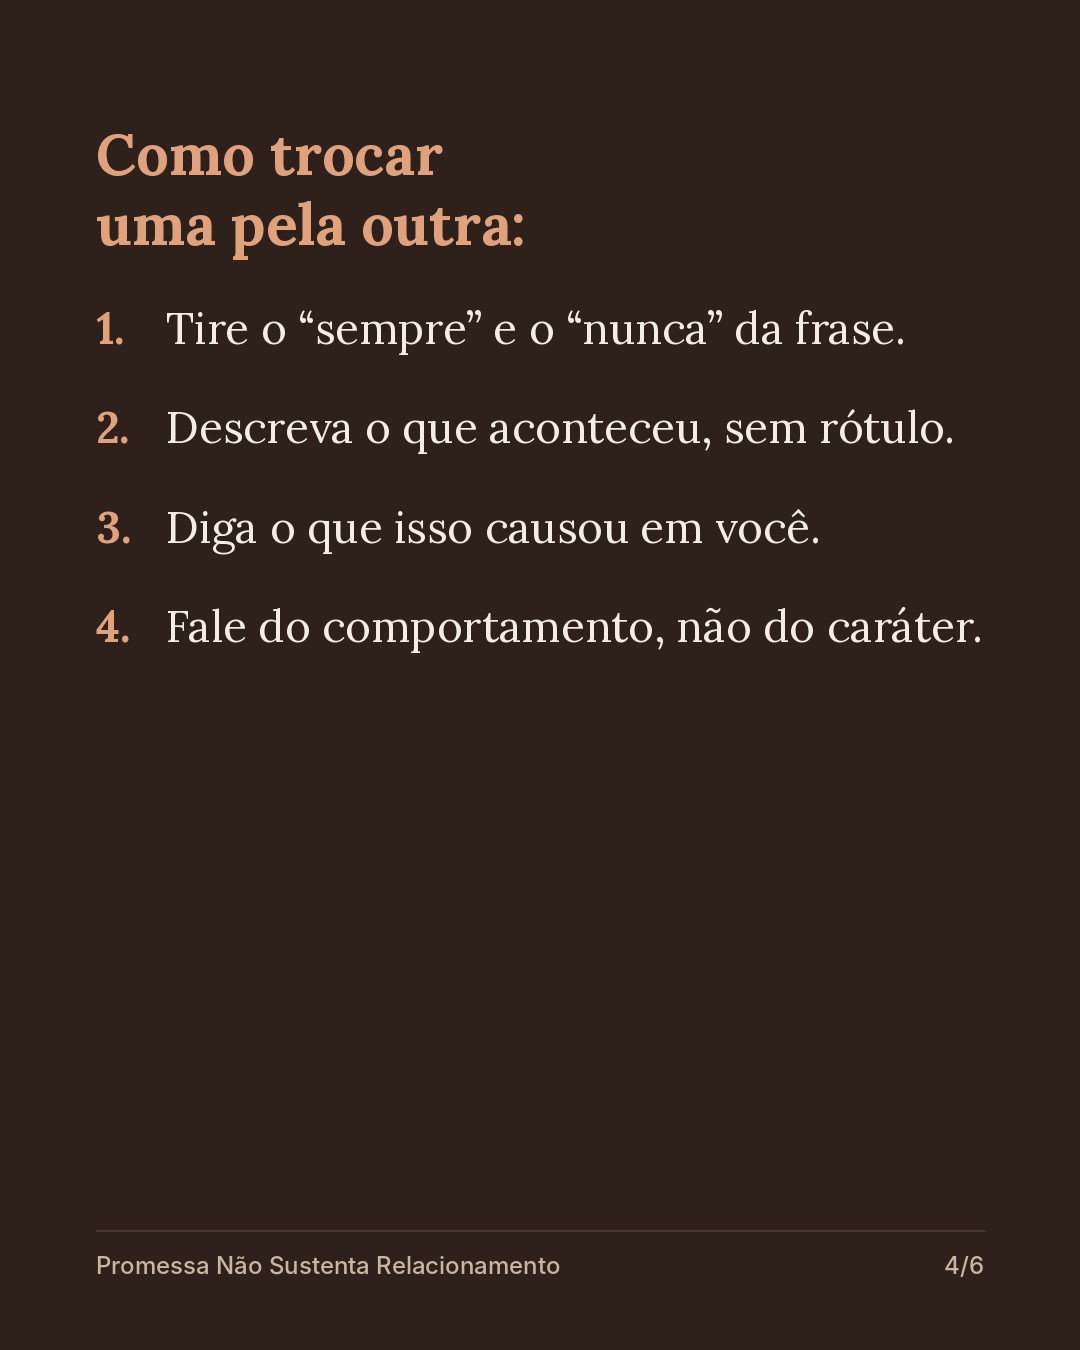 Como trocar
uma pela outra:
1. Tire o “sempre” e o “nunca” da frase.
2. Descreva o que aconteceu, sem rótulo.
3. Diga o que isso causou em você.
4. Fale do comportamento, não do caráter.
Promessa Não Sustenta Relacionamento 4/6